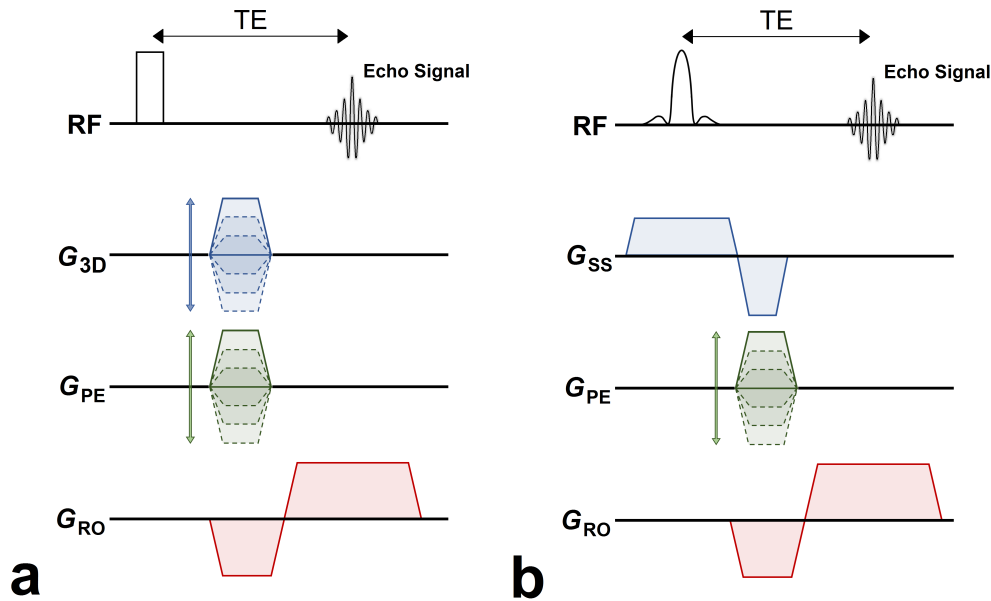 TE
Echo Signal
RF
G3D
GPE
GRO
a
TE
Echo Signal
RF
GSS
GPE
GRO
b